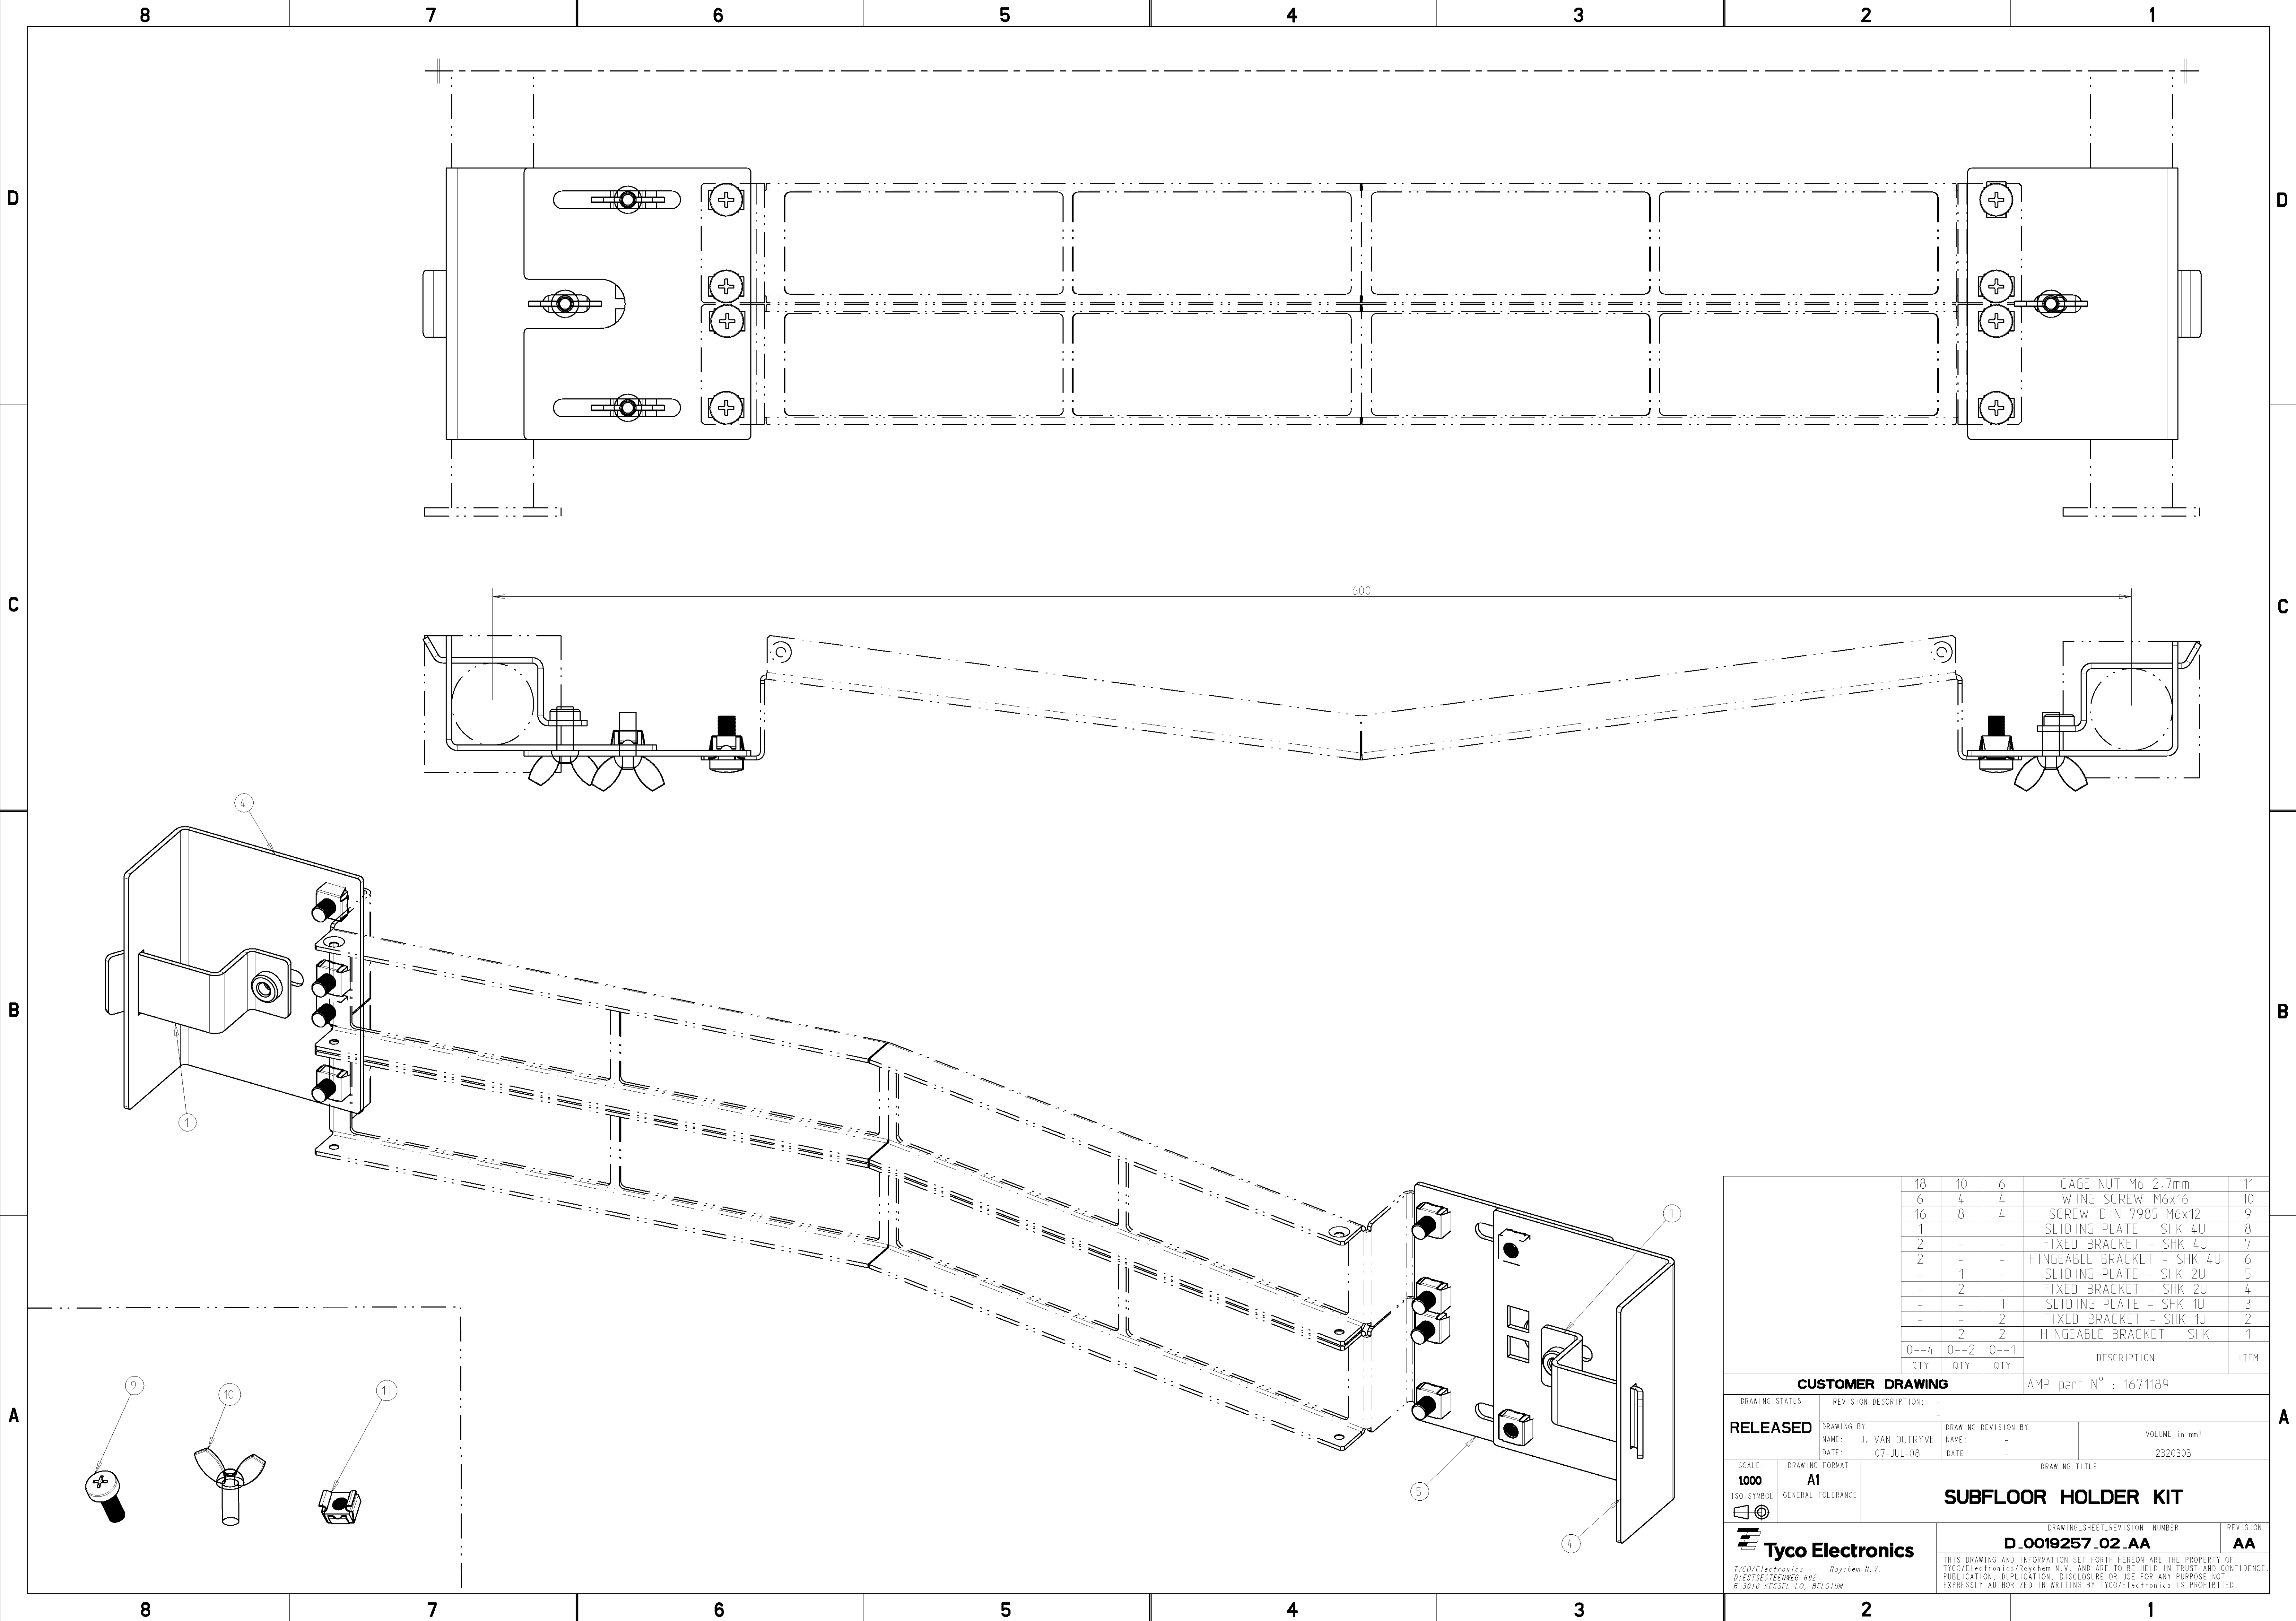 8 7 6 5 4 3 2 1
D D
600
C C
4
B B
1
1
18 10 6 CAGE NUT M6 2.7mm 11
6 4 4 WING SCREW M6x16 10
16 8 4 SCREW DIN 7985 M6x12 9
1 - - SLIDING PLATE - SHK 4U 8
2 - - FIXED BRACKET - SHK 4U 7
2 - - HINGEABLE BRACKET - SHK 4U 6
- 1 - SLIDING PLATE - SHK 2U 5
- 2 - FIXED BRACKET - SHK 2U 4
- - 1 SLIDING PLATE - SHK 1U 3
- - 2 FIXED BRACKET - SHK 1U 2
- 2 2 HINGEABLE BRACKET - SHK 1
0--4 0--2 0--1 DESCRIPTION ITEM
QTY QTY QTY
9 10 11
5
4
A A
CUSTOMER DRAWING AMP part N° : 1671189
DRAWING STATUS REVISION DESCRIPTION: -
-
RELEASED DRAWING BY DRAWING REVISION BY VOLUME in mm³
NAME: J. VAN OUTRYVE NAME: -
DATE: 07-JUL-08 DATE: - 2320303
SCALE: DRAWING FORMAT DRAWING TITLE
1.000 A1
ISO-SYMBOL GENERAL TOLERANCE SUBFLOOR HOLDER KIT
DRAWING_SHEET_REVISION NUMBER REVISION
Tyco Electronics D_0019257_02_AA AA
TYCO/Electronics - Raychem N.V.
DIESTSESTEENWEG 692
B-3010 KESSEL-LO, BELGIUM
THIS DRAWING AND INFORMATION SET FORTH HEREON ARE THE PROPERTY OF
TYCO/Electronics/Raychem N.V. AND ARE TO BE HELD IN TRUST AND CONFIDENCE.
PUBLICATION, DUPLICATION, DISCLOSURE OR USE FOR ANY PURPOSE NOT
EXPRESSLY AUTHORIZED IN WRITING BY TYCO/Electronics IS PROHIBITED.
8 7 6 5 4 3 2 1